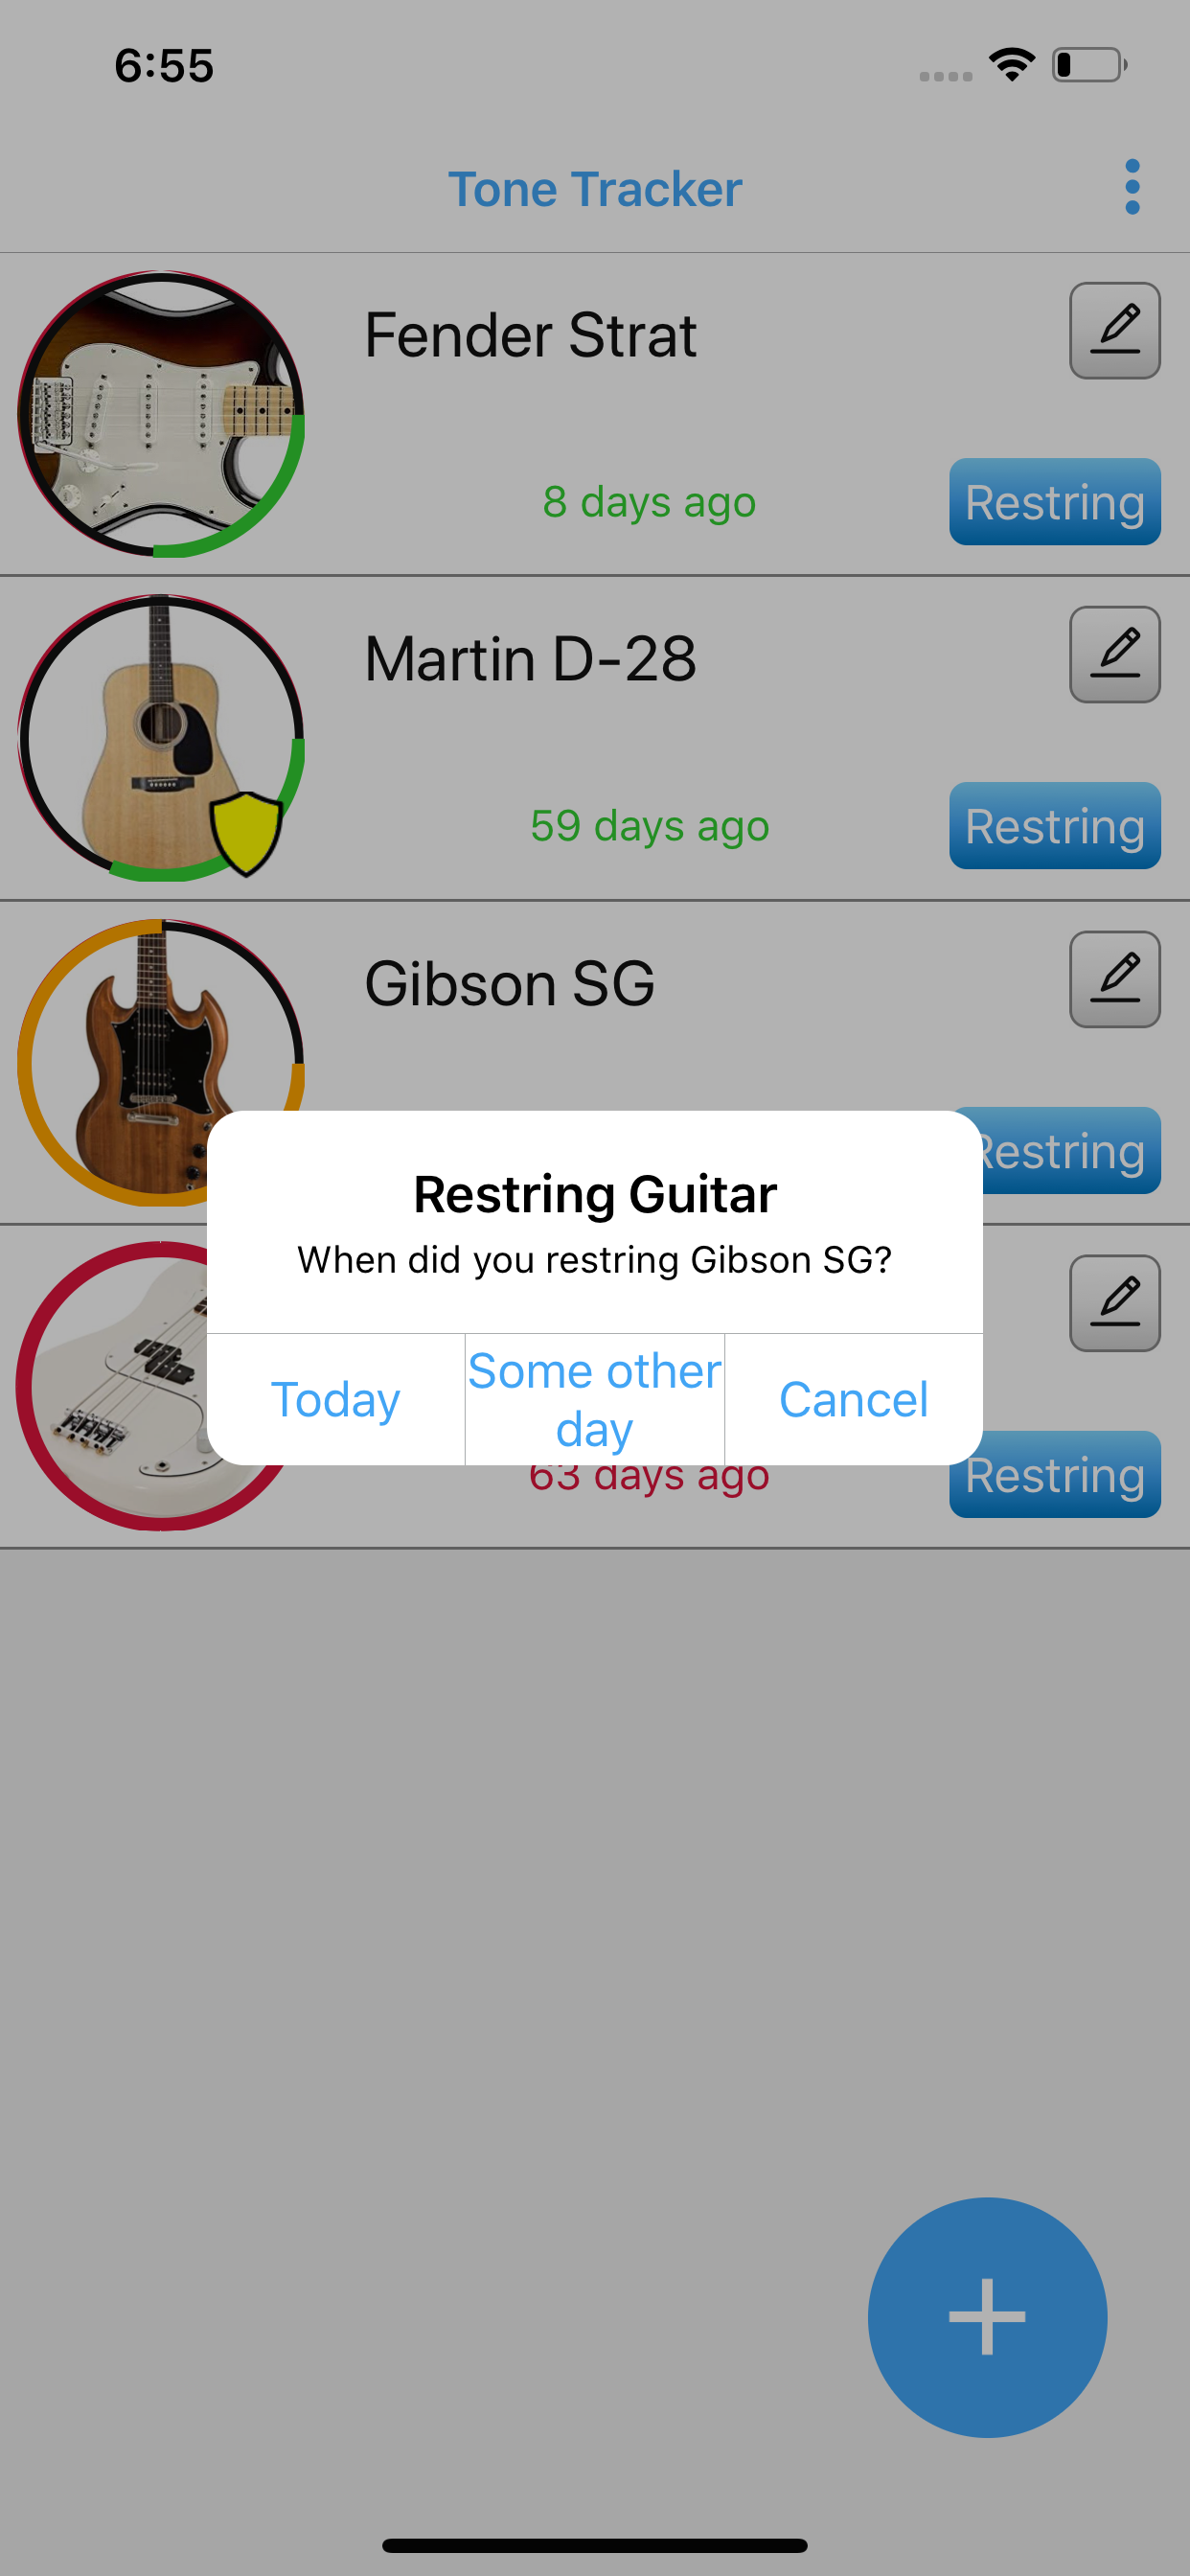 6:55
Tone Tracker
Fender Strat
8 days ago
Restring
Martin D-28
59 days ago
Restring
Gibson SG
Restring
Restring Guitar
When did you restring Gibson SG?
Today
Some other
day
Cancel
63 days ago
Restring